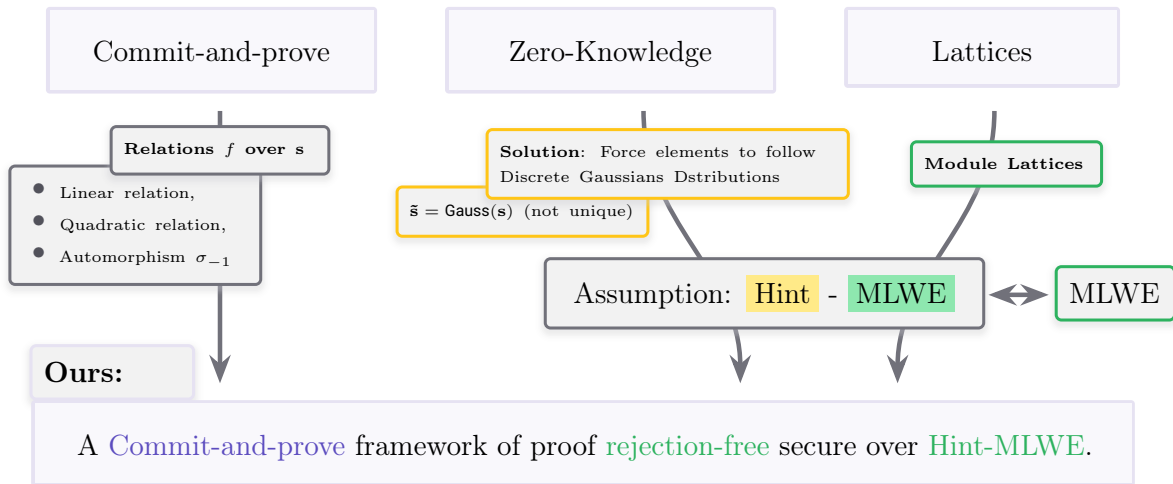 Commit-and-prove
Zero-Knowledge
Lattices
Relations f over s
• Linear relation,
• Quadratic relation,
• Automorphism σ₋₁
Solution: Force elements to follow
Discrete Gaussians Dstributions
s̃ = Gauss(s) (not unique)
Module Lattices
Assumption: Hint - MLWE
MLWE
Ours:
A Commit-and-prove framework of proof rejection-free secure over Hint-MLWE.